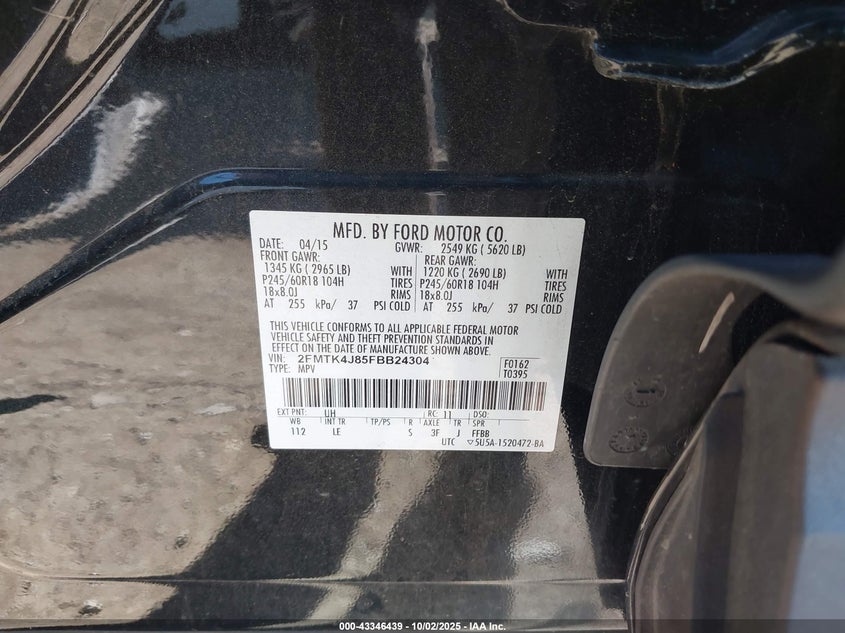 MFD. BY FORD MOTOR CO.
DATE: 04/15 GVWR: 2549 KG ( 5620 LB)
FRONT GAWR: REAR GAWR:
1345 KG ( 2965 LB) WITH 1220 KG ( 2690 LB) WITH
P245/60R18 104H TIRES P245/60R18 104H TIRES
18x8.0J RIMS 18x8.0J RIMS
AT 255 kPa/ 37 PSI COLD AT 255 kPa/ 37 PSI COLD
THIS VEHICLE CONFORMS TO ALL APPLICABLE FEDERAL MOTOR
VEHICLE SAFETY AND THEFT PREVENTION STANDARDS IN
EFFECT ON THE DATE OF MANUFACTURE SHOWN ABOVE.
VIN: 2FMTK4J85FBB24304 F0162
TYPE: MPV T0395
EXT PNT: UH RC: 11 DSO:
WB INT TR TP/PS R AXLE TR SPR
112 LE S 3F J FFBB
UTC ▽5U5A-1520472-BA
000-43346439 - 10/02/2025 - IAA Inc.